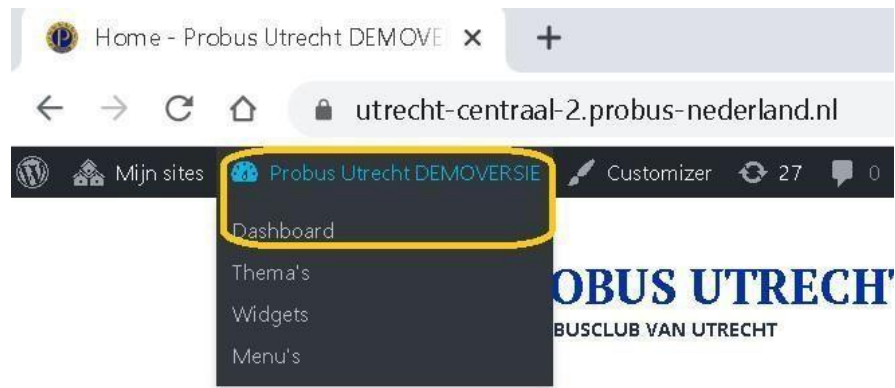 Home - Probus Utrecht DEMOVE
utrecht-centraal-2.probus-nederland.nl
Mijn sites Probus Utrecht DEMOVERSIE Customizer 27 0
Dashboard
Thema's
Widgets
Menu's
OBUS UTRECH
BUSCLUB VAN UTRECHT